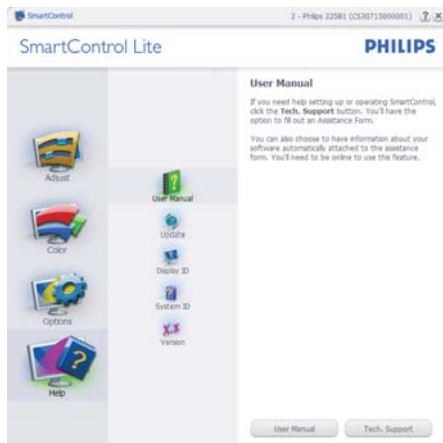 SmartControl
2 - Philips 225B1 (CS30715000001)
? X
SmartControl Lite
PHILIPS
User Manual
If you need help setting up or operating SmartControl,
click the Tech. Support button. You'll have the
option to fill out an Assistance Form.
You can also choose to have information about your
software automatically attached to the assistance
form. You'll need to be online to use this feature.
Adjust
Color
Options
Help
User Manual
Update
Display ID
System ID
X.X
Version
User Manual
Tech. Support